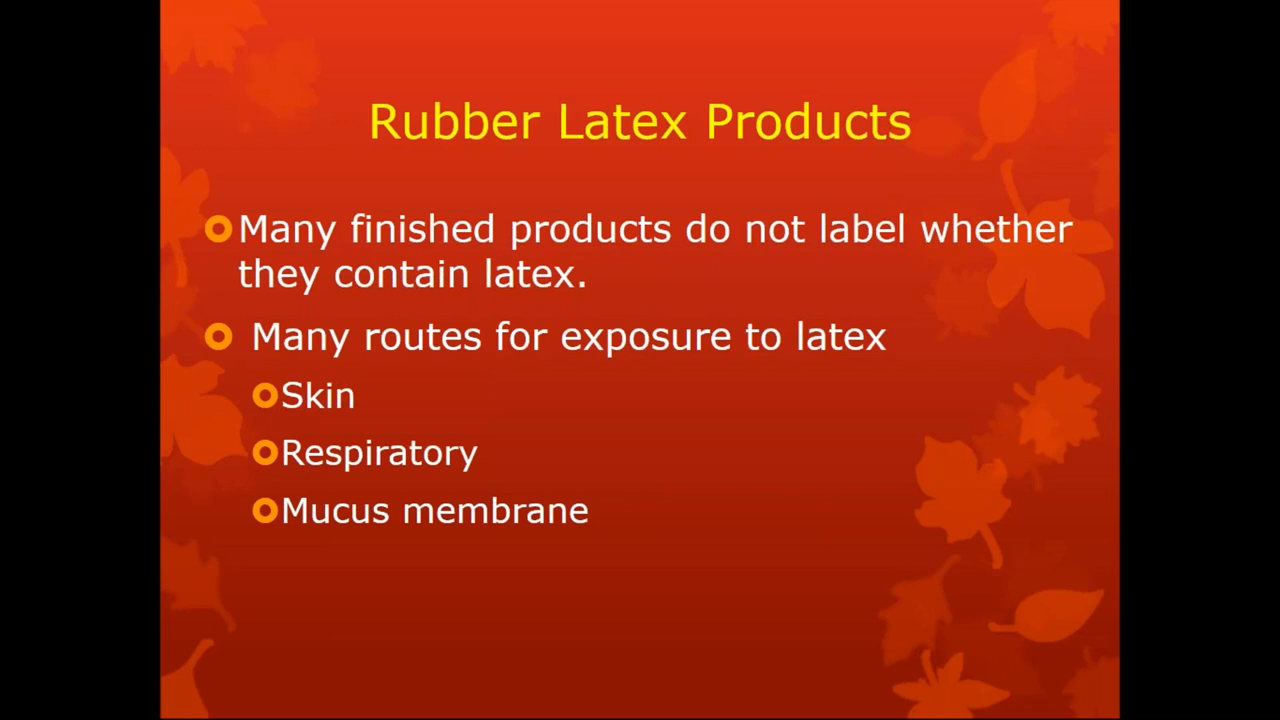 Rubber Latex Products
Many finished products do not label whether
they contain latex.
Many routes for exposure to latex
Skin
Respiratory
Mucus membrane